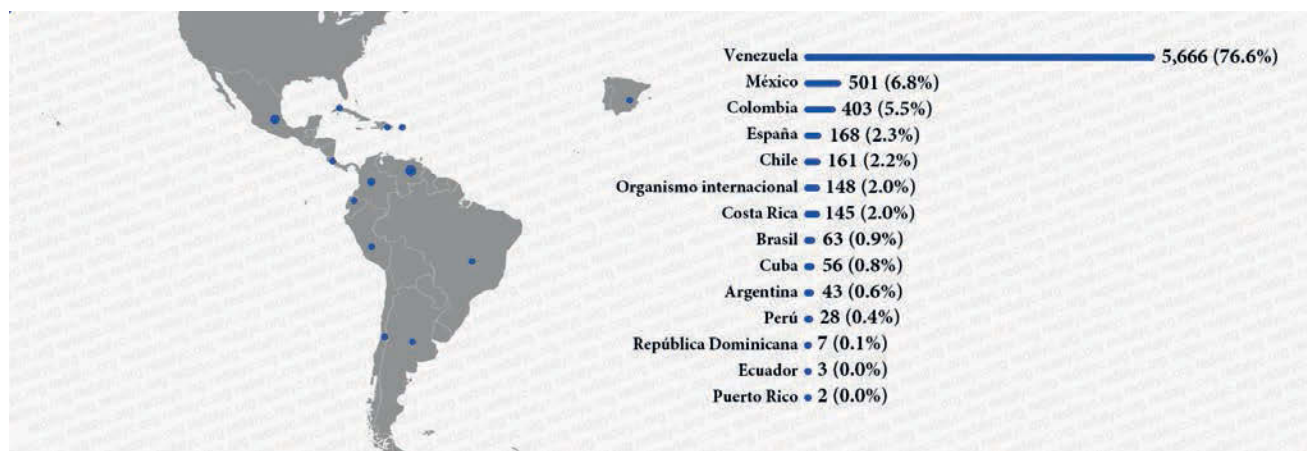 Venezuela 5,666 (76.6%)
México 501 (6.8%)
Colombia 403 (5.5%)
España 168 (2.3%)
Chile 161 (2.2%)
Organismo internacional 148 (2.0%)
Costa Rica 145 (2.0%)
Brasil 63 (0.9%)
Cuba 56 (0.8%)
Argentina 43 (0.6%)
Perú 28 (0.4%)
República Dominicana 7 (0.1%)
Ecuador 3 (0.0%)
Puerto Rico 2 (0.0%)